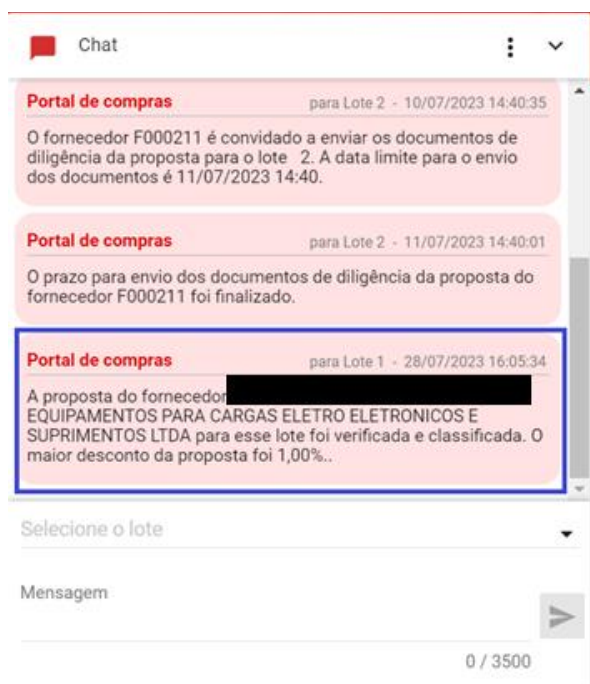 Chat
Portal de compras para Lote 2 - 10/07/2023 14:40:35
O fornecedor F000211 é convidado a enviar os documentos de
diligência da proposta para o lote 2. A data limite para o envio
dos documentos é 11/07/2023 14:40.
Portal de compras para Lote 2 - 11/07/2023 14:40:01
O prazo para envio dos documentos de diligência da proposta do
fornecedor F000211 foi finalizado.
Portal de compras para Lote 1 - 28/07/2023 16:05:34
A proposta do fornecedor
EQUIPAMENTOS PARA CARGAS ELETRO ELETRONICOS E
SUPRIMENTOS LTDA para esse lote foi verificada e classificada. O
maior desconto da proposta foi 1,00%..
Selecione o lote
Mensagem
0 / 3500